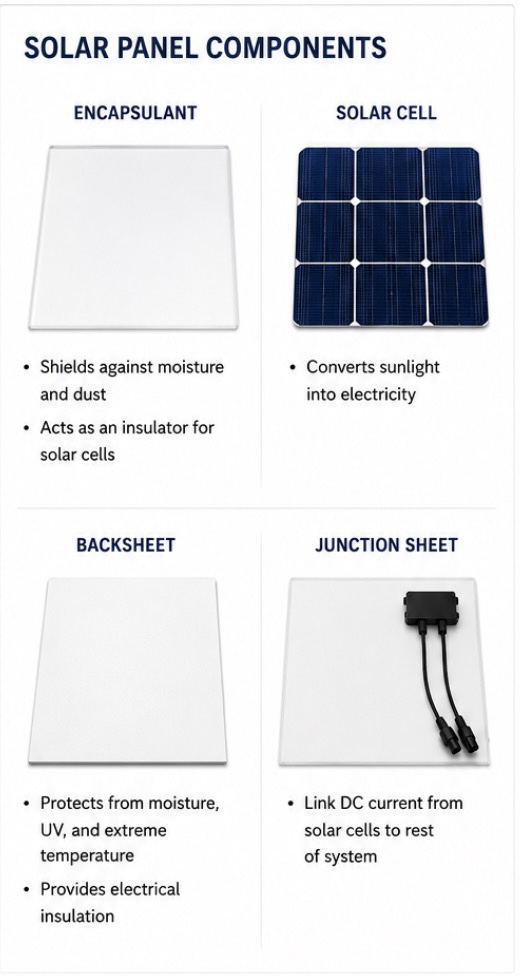 SOLAR PANEL COMPONENTS
ENCAPSULANT
• Shields against moisture
and dust
• Acts as an insulator for
solar cells
SOLAR CELL
• Converts sunlight
into electricity
BACKSHEET
• Protects from moisture,
UV, and extreme
temperature
• Provides electrical
insulation
JUNCTION SHEET
• Link DC current from
solar cells to rest
of system